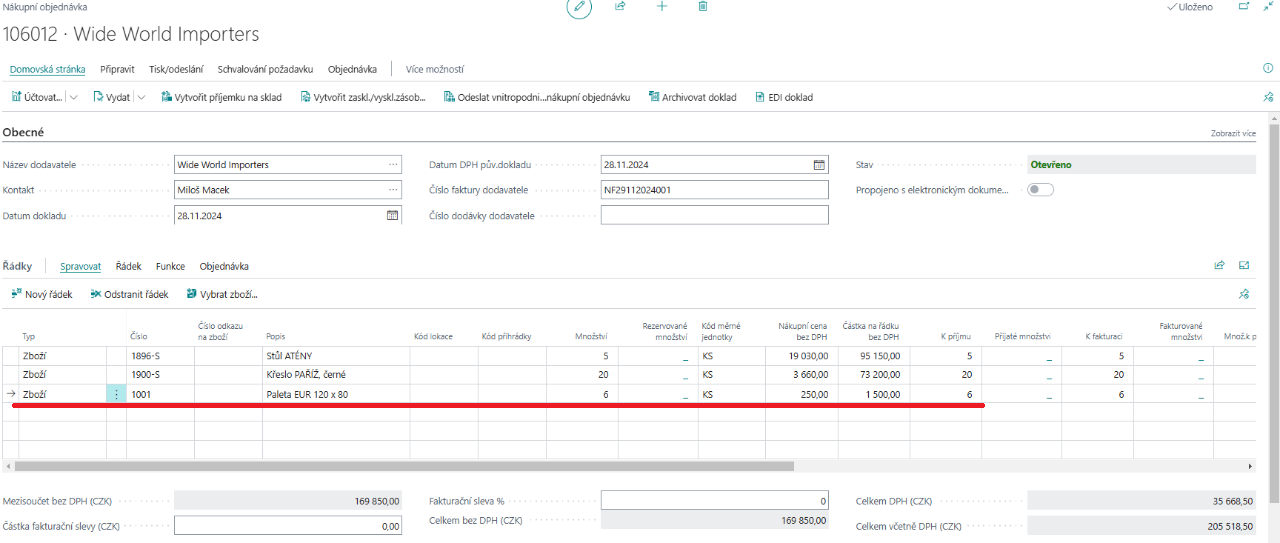 Nákupní objednávka
Uloženo
106012 · Wide World Importers
Domovská stránka Připravit Tisk/odeslání Schvalování požadavku Objednávka Více možností
Účtovat... Vydat Vytvořit příjemku na sklad Vytvořit zaskl./vyskl.zásob... Odeslat vnitropodni...nákupní objednávku Archivovat doklad EDI doklad
Obecné Zobrazit více
Název dodavatele Wide World Importers Datum DPH pův.dokladu 28.11.2024 Stav Otevřeno
Kontakt Miloš Macek Číslo faktury dodavatele NF29112024001 Propojeno s elektronickým dokume...
Datum dokladu 28.11.2024 Číslo dodávky dodavatele
Řádky Spravovat Řádek Funkce Objednávka
Nový řádek Odstranit řádek Vybrat zboží...
Typ Číslo Číslo odkazu na zboží Popis Kód lokace Kód přihrádky Množství Rezervované množství Kód měrné jednotky Nákupní cena bez DPH Částka na řádku bez DPH K příjmu Přijaté množství K fakturaci Fakturované množství Množ.k p
Zboží 1896-S Stůl ATÉNY 5 _ KS 19 030,00 95 150,00 5 _ 5 _
Zboží 1900-S Křeslo PAŘÍŽ, černé 20 _ KS 3 660,00 73 200,00 20 _ 20 _
Zboží 1001 Paleta EUR 120 x 80 6 _ KS 250,00 1 500,00 6 _ 6 _
Mezisoučet bez DPH (CZK) 169 850,00 Fakturační sleva % 0 Celkem DPH (CZK) 35 668,50
Částka fakturační slevy (CZK) 0,00 Celkem bez DPH (CZK) 169 850,00 Celkem včetně DPH (CZK) 205 518,50